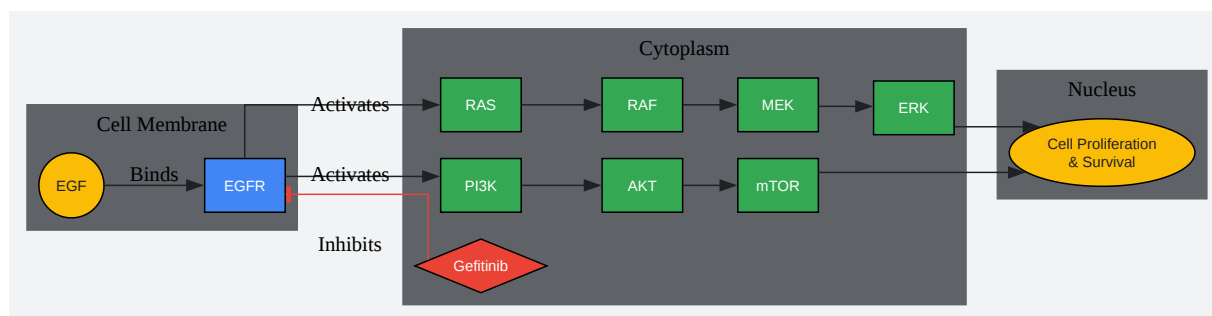 Cytoplasm
Nucleus
Cell Membrane
Activates
RAS
RAF
MEK
ERK
Cell Proliferation
& Survival
EGF
Binds
EGFR
Activates
PI3K
AKT
mTOR
Inhibits
Gefitinib